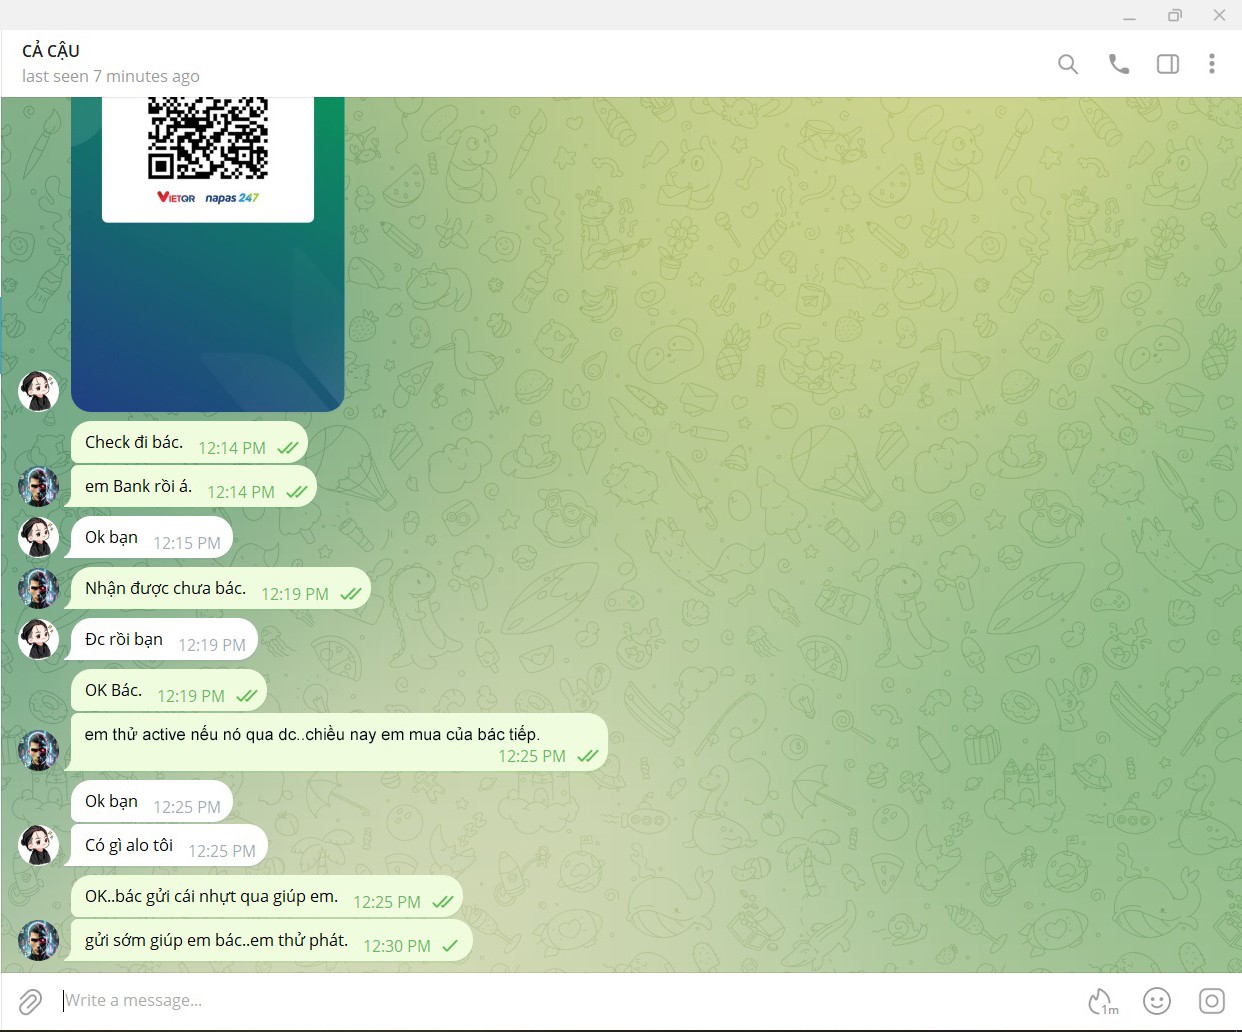 CẢ CẬU
last seen 7 minutes ago
VIETQR napas 247
Check đi bác. 12:14 PM
em Bank rồi á. 12:14 PM
Ok bạn 12:15 PM
Nhận được chưa bác. 12:19 PM
Đc rồi bạn 12:19 PM
OK Bác. 12:19 PM
em thử active nếu nó qua dc..chiều nay em mua của bác tiếp.
12:25 PM
Ok bạn 12:25 PM
Có gì alo tôi 12:25 PM
OK..bác gửi cái nhựt qua giúp em. 12:25 PM
gửi sớm giúp em bác..em thử phát. 12:30 PM
Write a message...
1m